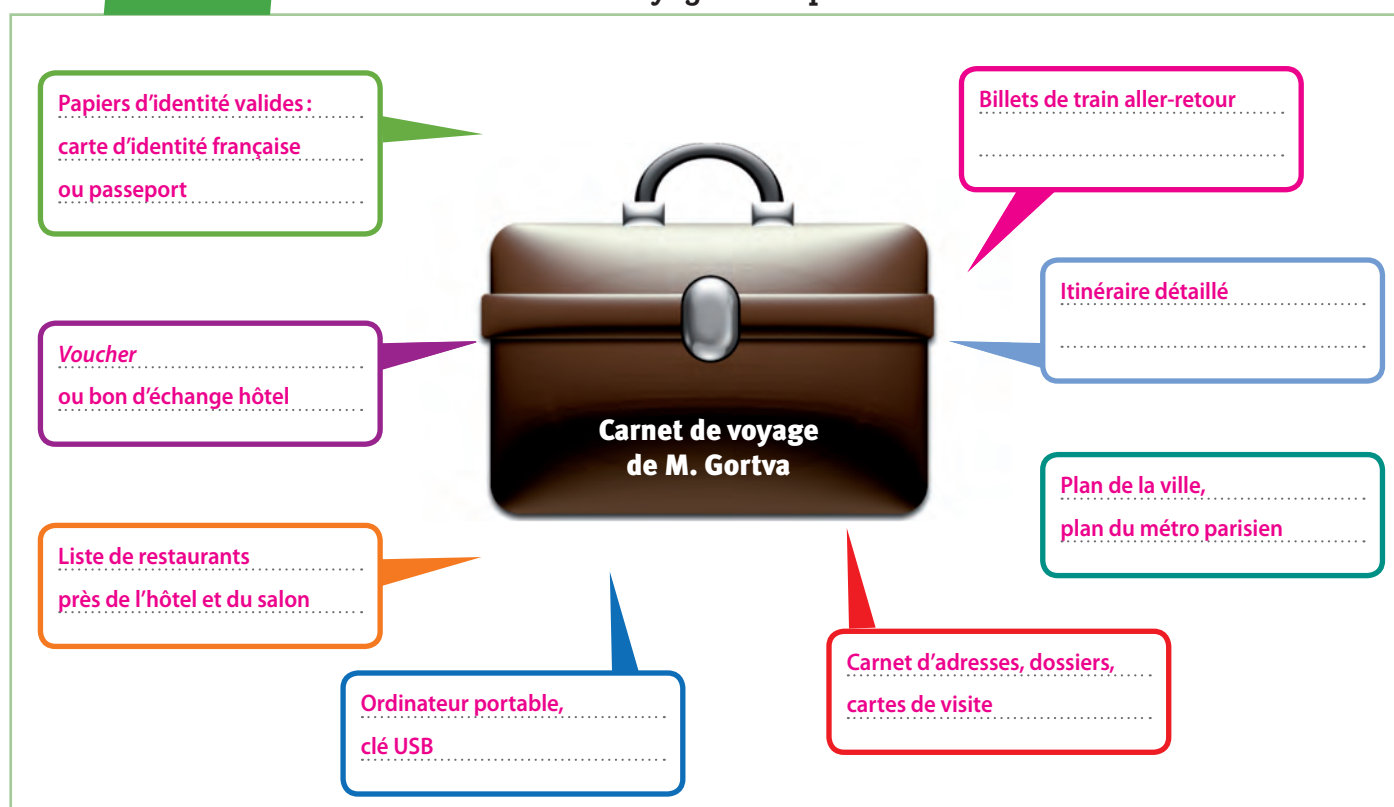 Papiers d'identité valides :
carte d'identité française
ou passeport
Billets de train aller-retour
Itinéraire détaillé
Voucher
ou bon d'échange hôtel
Carnet de voyage
de M. Gortva
Plan de la ville,
plan du métro parisien
Liste de restaurants
près de l'hôtel et du salon
Carnet d'adresses, dossiers,
cartes de visite
Ordinateur portable,
clé USB